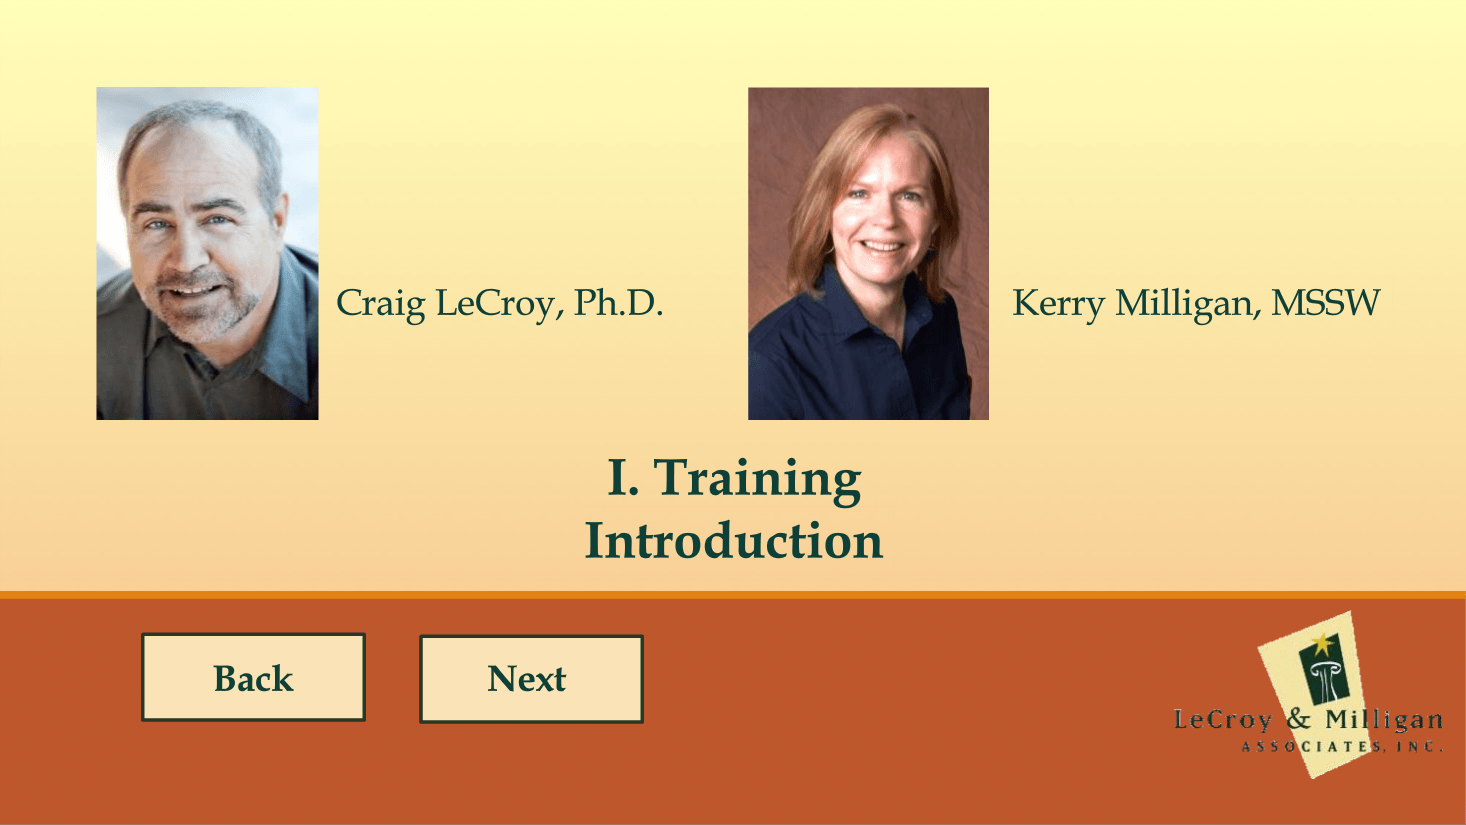 Craig LeCroy, Ph.D.
Kerry Milligan, MSSW
I. Training
Introduction
Back
Next
LeCroy & Milligan
ASSOCIATES, INC.